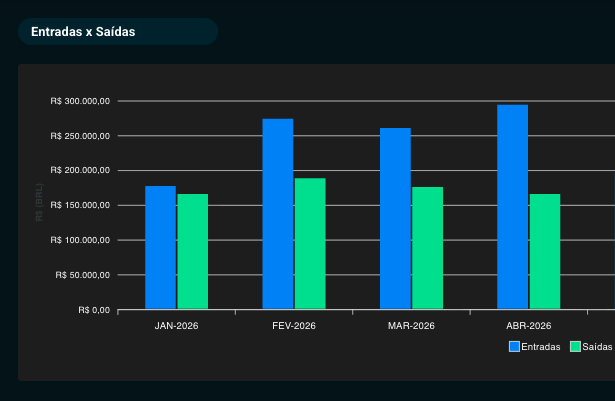 Entradas x Saídas
R$ (BRL)
R$ 300.000,00
R$ 250.000,00
R$ 200.000,00
R$ 150.000,00
R$ 100.000,00
R$ 50.000,00
R$ 0,00
JAN-2026 FEV-2026 MAR-2026 ABR-2026
Entradas Saídas